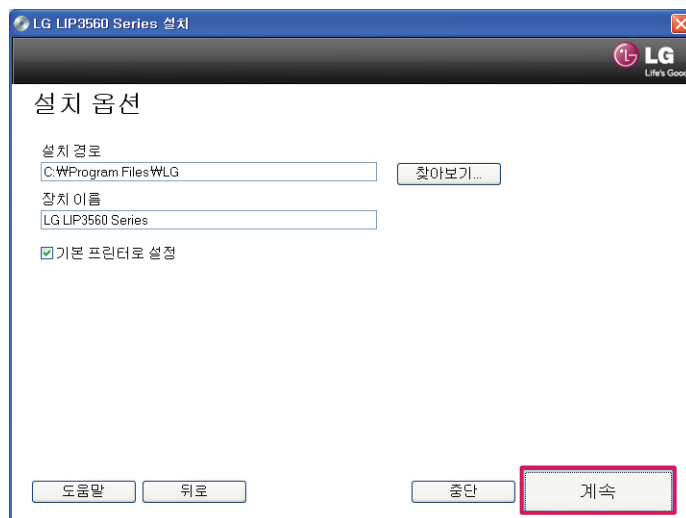 LG LIP3560 Series 설치
LG
Life's Good
설치 옵션
설치 경로
C:₩Program Files₩LG
찾아보기...
장치 이름
LG LIP3560 Series
기본 프린터로 설정
도움말
뒤로
중단
계속